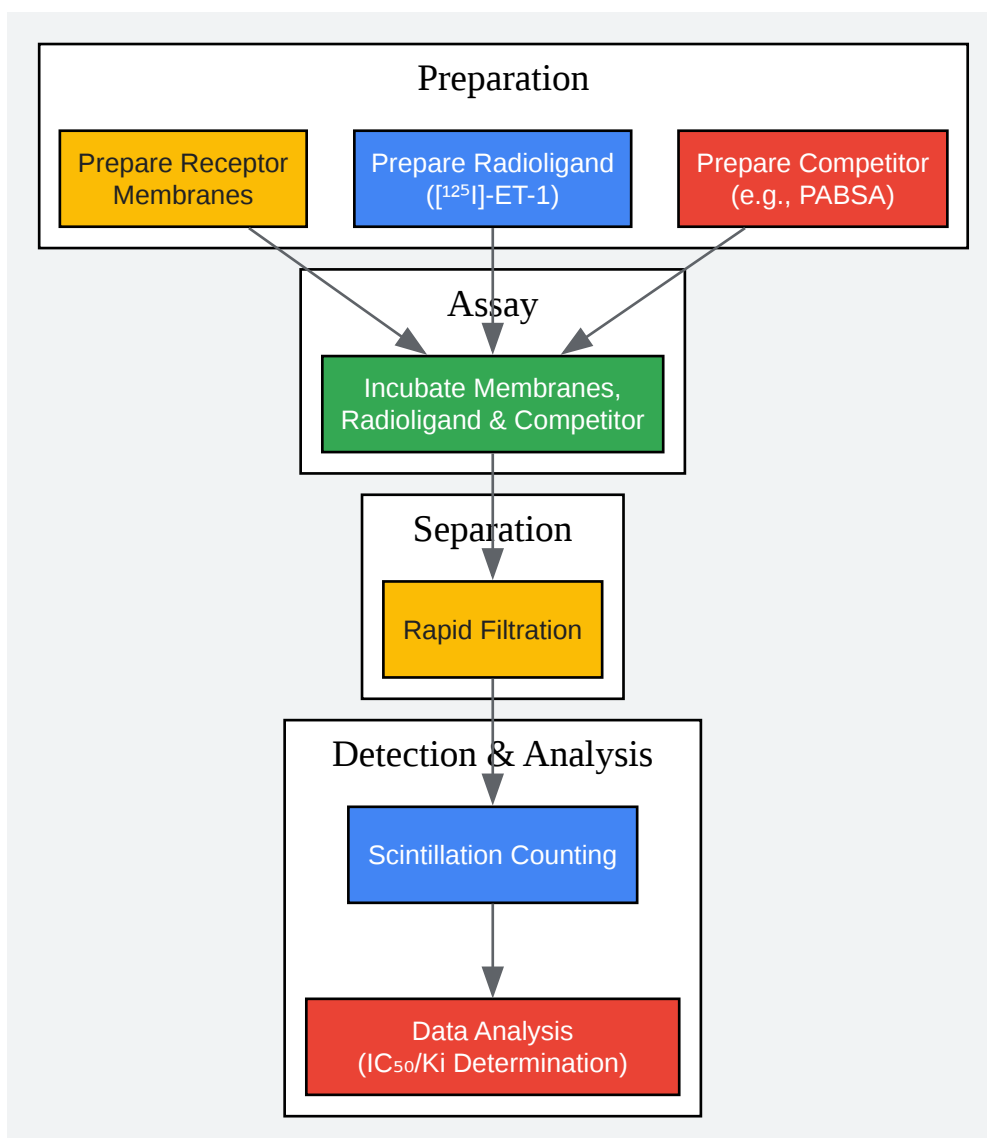 Preparation
Prepare Receptor
Membranes
Prepare Radioligand
([¹²⁵I]-ET-1)
Prepare Competitor
(e.g., PABSA)
Assay
Incubate Membranes,
Radioligand & Competitor
Separation
Rapid Filtration
Detection & Analysis
Scintillation Counting
Data Analysis
(IC₅₀/Ki Determination)